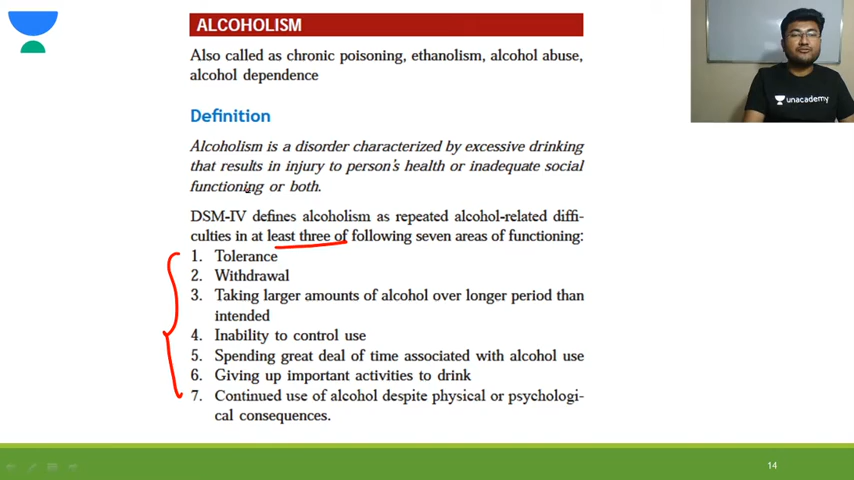 ALCOHOLISM
Also called as chronic poisoning, ethanolism, alcohol abuse,
alcohol dependence
Definition
Alcoholism is a disorder characterized by excessive drinking
that results in injury to person's health or inadequate social
functioning or both.
DSM-IV defines alcoholism as repeated alcohol-related diffi-
culties in at least three of following seven areas of functioning:
1. Tolerance
2. Withdrawal
3. Taking larger amounts of alcohol over longer period than
intended
4. Inability to control use
5. Spending great deal of time associated with alcohol use
6. Giving up important activities to drink
7. Continued use of alcohol despite physical or psychologi-
cal consequences.
unacademy
14